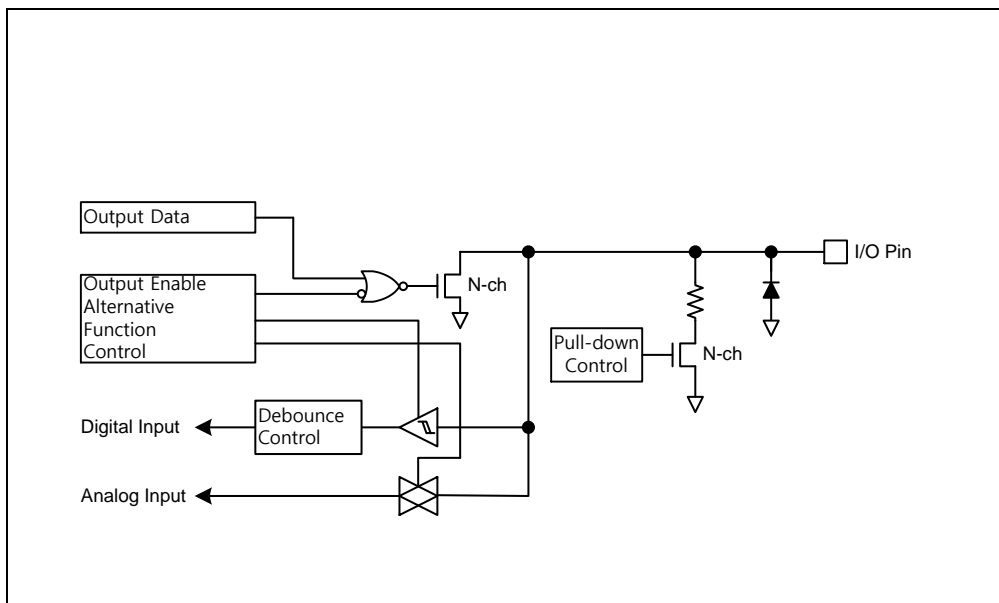 Output Data
I/O Pin
Output Enable
Alternative
Function
Control
N-ch
Pull-down
Control
N-ch
Digital Input
Debounce
Control
Analog Input